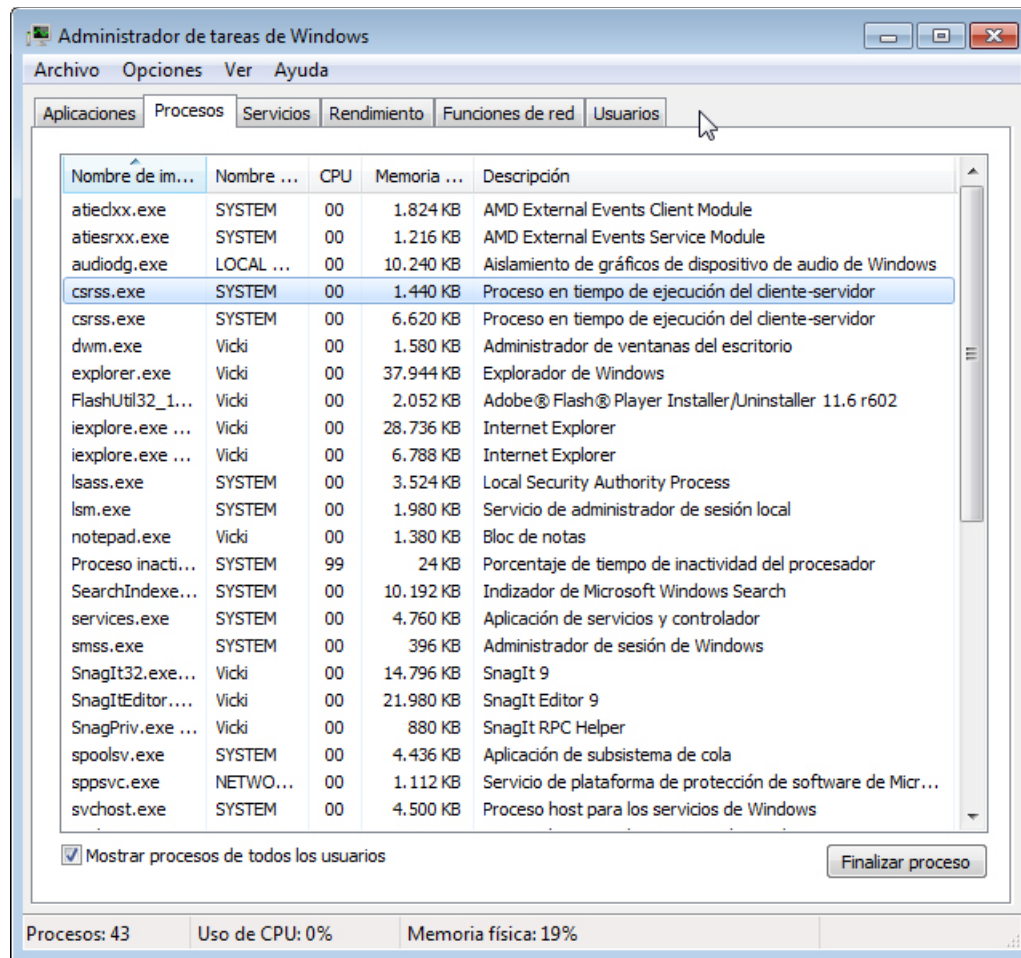 Administrador de tareas de Windows
Archivo Opciones Ver Ayuda
Aplicaciones Procesos Servicios Rendimiento Funciones de red Usuarios
Nombre de im... Nombre ... CPU Memoria ... Descripción
atieclxx.exe SYSTEM 00 1.824 KB AMD External Events Client Module
atiesrxx.exe SYSTEM 00 1.216 KB AMD External Events Service Module
audiodg.exe LOCAL ... 00 10.240 KB Aislamiento de gráficos de dispositivo de audio de Windows
csrss.exe SYSTEM 00 1.440 KB Proceso en tiempo de ejecución del cliente-servidor
csrss.exe SYSTEM 00 6.620 KB Proceso en tiempo de ejecución del cliente-servidor
dwm.exe Vicki 00 1.580 KB Administrador de ventanas del escritorio
explorer.exe Vicki 00 37.944 KB Explorador de Windows
FlashUtil32_1... Vicki 00 2.052 KB Adobe® Flash® Player Installer/Uninstaller 11.6 r602
iexplore.exe ... Vicki 00 28.736 KB Internet Explorer
iexplore.exe ... Vicki 00 6.788 KB Internet Explorer
lsass.exe SYSTEM 00 3.524 KB Local Security Authority Process
lsm.exe SYSTEM 00 1.980 KB Servicio de administrador de sesión local
notepad.exe Vicki 00 1.380 KB Bloc de notas
Proceso inacti... SYSTEM 99 24 KB Porcentaje de tiempo de inactividad del procesador
SearchIndexe... SYSTEM 00 10.192 KB Indizador de Microsoft Windows Search
services.exe SYSTEM 00 4.760 KB Aplicación de servicios y controlador
smss.exe SYSTEM 00 396 KB Administrador de sesión de Windows
SnagIt32.exe... Vicki 00 14.796 KB SnagIt 9
SnagItEditor.... Vicki 00 21.980 KB SnagIt Editor 9
SnagPriv.exe ... Vicki 00 880 KB SnagIt RPC Helper
spoolsv.exe SYSTEM 00 4.436 KB Aplicación de subsistema de cola
sppsvc.exe NETWO... 00 1.112 KB Servicio de plataforma de protección de software de Micr...
svchost.exe SYSTEM 00 4.500 KB Proceso host para los servicios de Windows
Mostrar procesos de todos los usuarios
Finalizar proceso
Procesos: 43 Uso de CPU: 0% Memoria física: 19%